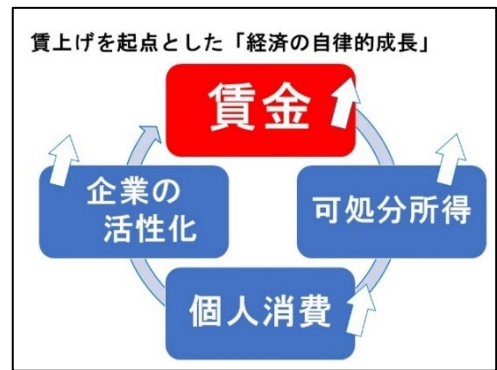 賃上げを起点とした「経済の自律的成長」
賃金
可処分所得
個人消費
企業の
活性化